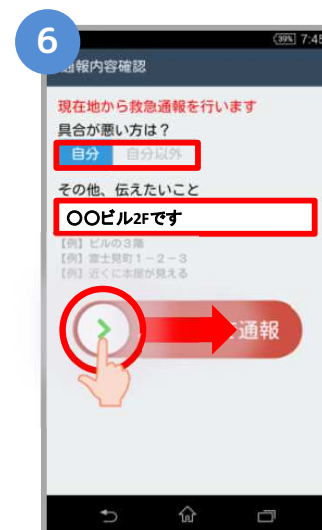 6
39% 7:45
通報内容確認
現在地から救急通報を行います
具合が悪い方は？
自分 自分以外
その他、伝えたいこと
〇〇ビル2Fです
【例】ビルの3階
【例】富士見町1－2－3
【例】近くに本屋が見える
通報